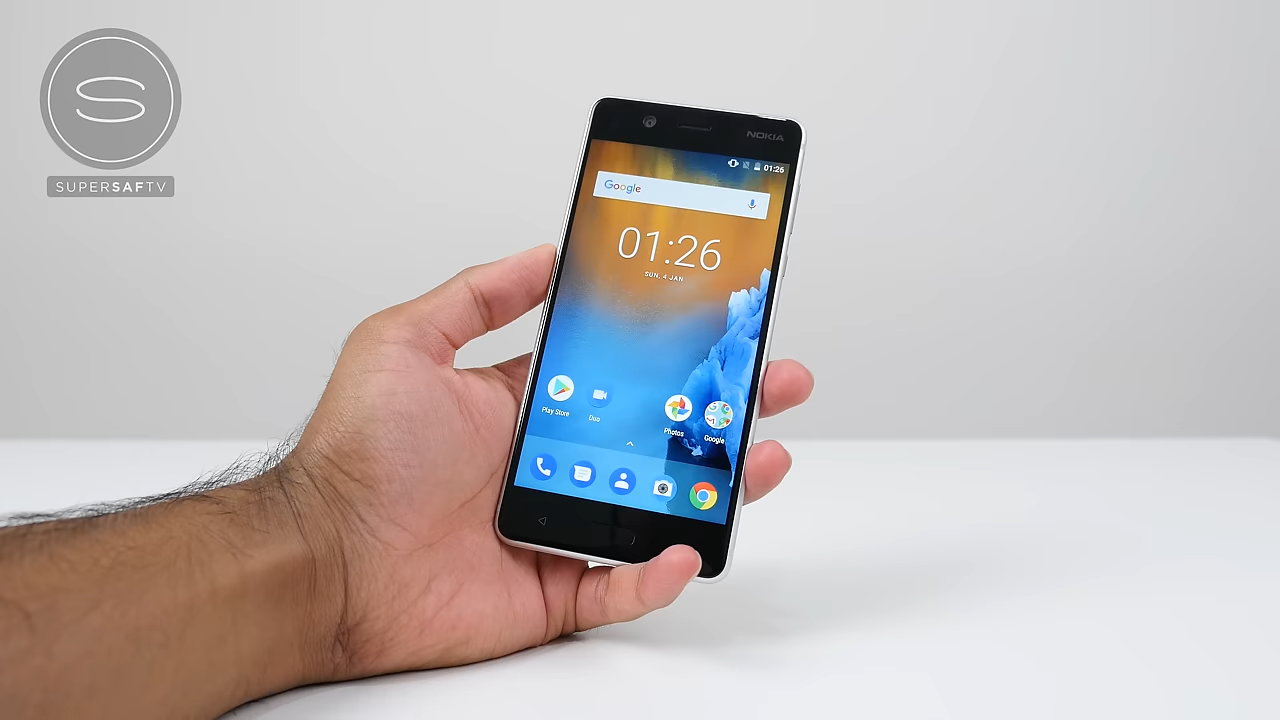 SUPERSAFTV
NOKIA
01:26
Google
01:26
SUN, 4 JAN
Play Store
Duo
Photos
Google